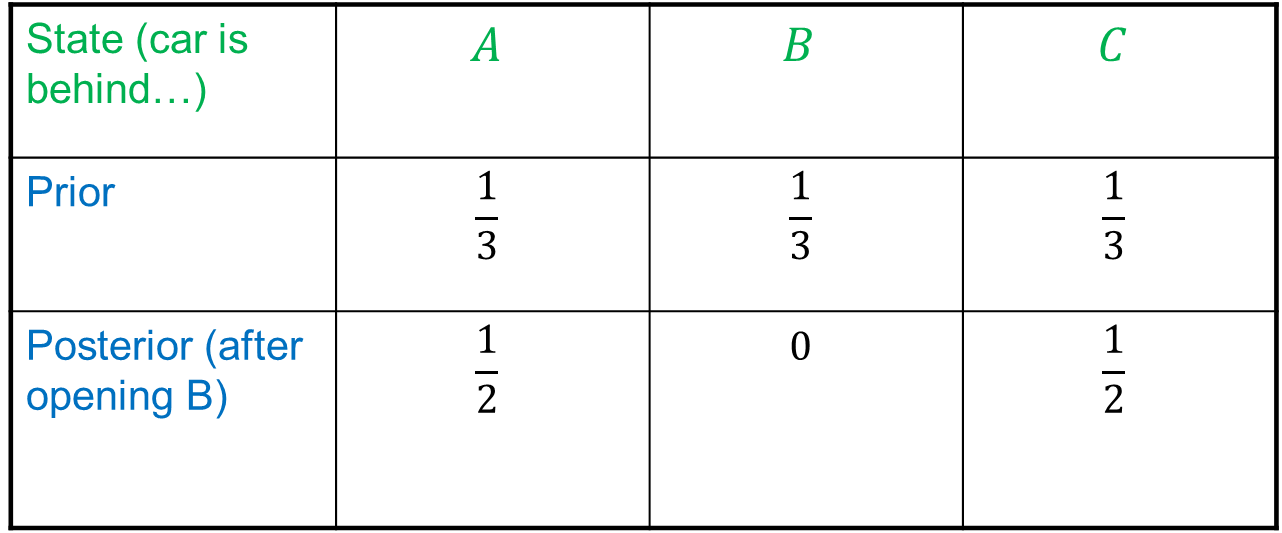 State (car is behind…) A B C
Prior 1/3 1/3 1/3
Posterior (after opening B) 1/2 0 1/2